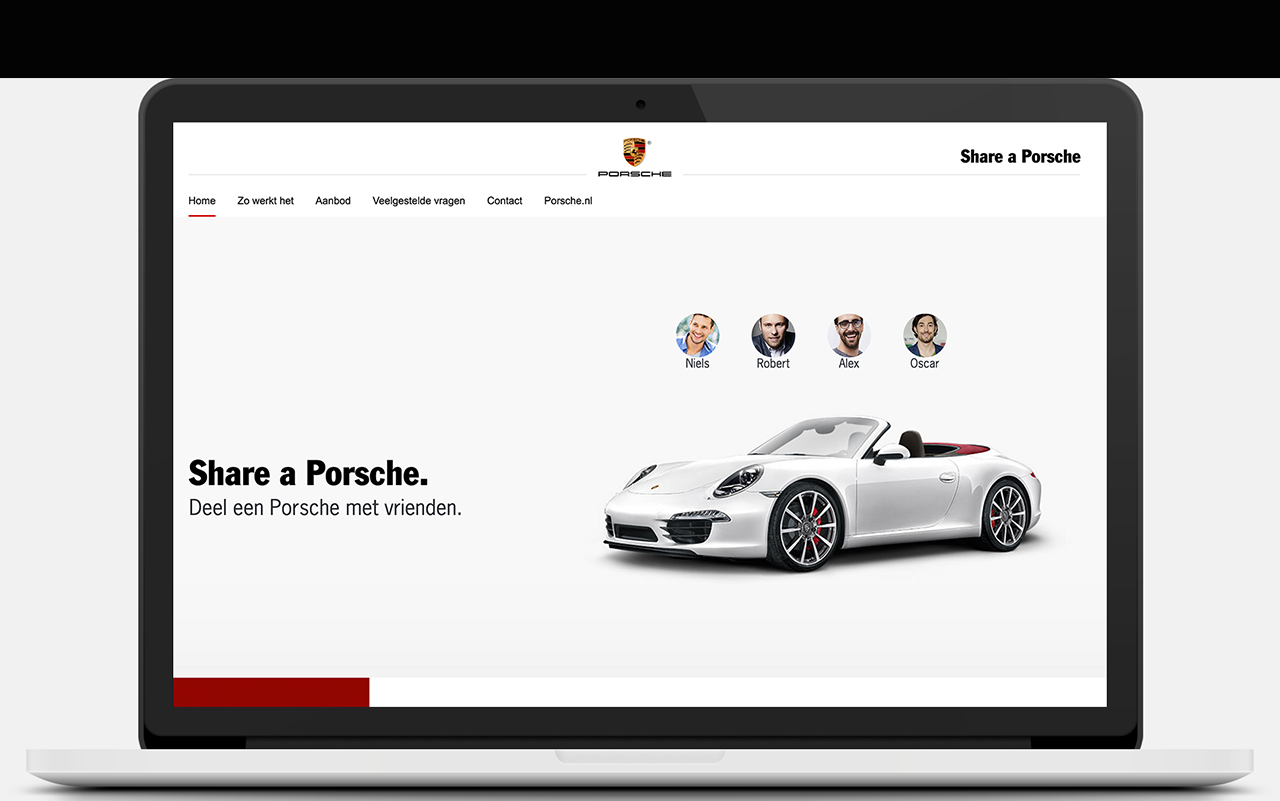 PORSCHE
Share a Porsche
Home Zo werkt het Aanbod Veelgestelde vragen Contact Porsche.nl
Niels Robert Alex Oscar
Share a Porsche.
Deel een Porsche met vrienden.